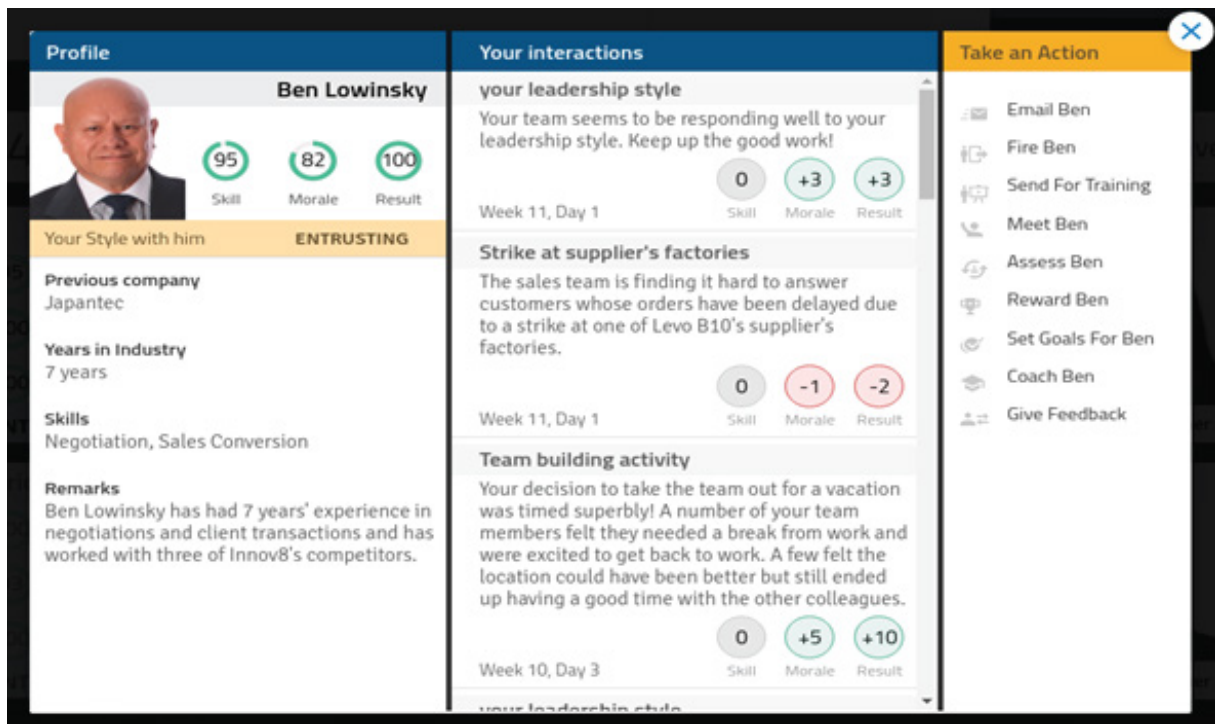 Profile
Ben Lowinsky
95
82
100
Skill
Morale
Result
Your Style with him
ENTRUSTING
Previous company
Japantec
Years in Industry
7 years
Skills
Negotiation, Sales Conversion
Remarks
Ben Lowinsky has had 7 years' experience in
negotiations and client transactions and has
worked with three of Innov8's competitors.
Your interactions
your leadership style
Your team seems to be responding well to your
leadership style. Keep up the good work!
0
+3
+3
Week 11, Day 1
Skill
Morale
Result
Strike at supplier's factories
The sales team is finding it hard to answer
customers whose orders have been delayed due
to a strike at one of Levo B10's supplier's
factories.
0
-1
-2
Week 11, Day 1
Skill
Morale
Result
Team building activity
Your decision to take the team out for a vacation
was timed superbly! A number of your team
members felt they needed a break from work and
were excited to get back to work. A few felt the
location could have been better but still ended
up having a good time with the other colleagues.
0
+5
+10
Week 10, Day 3
Skill
Morale
Result
your leadership style
Take an Action
Email Ben
Fire Ben
Send For Training
Meet Ben
Assess Ben
Reward Ben
Set Goals For Ben
Coach Ben
Give Feedback